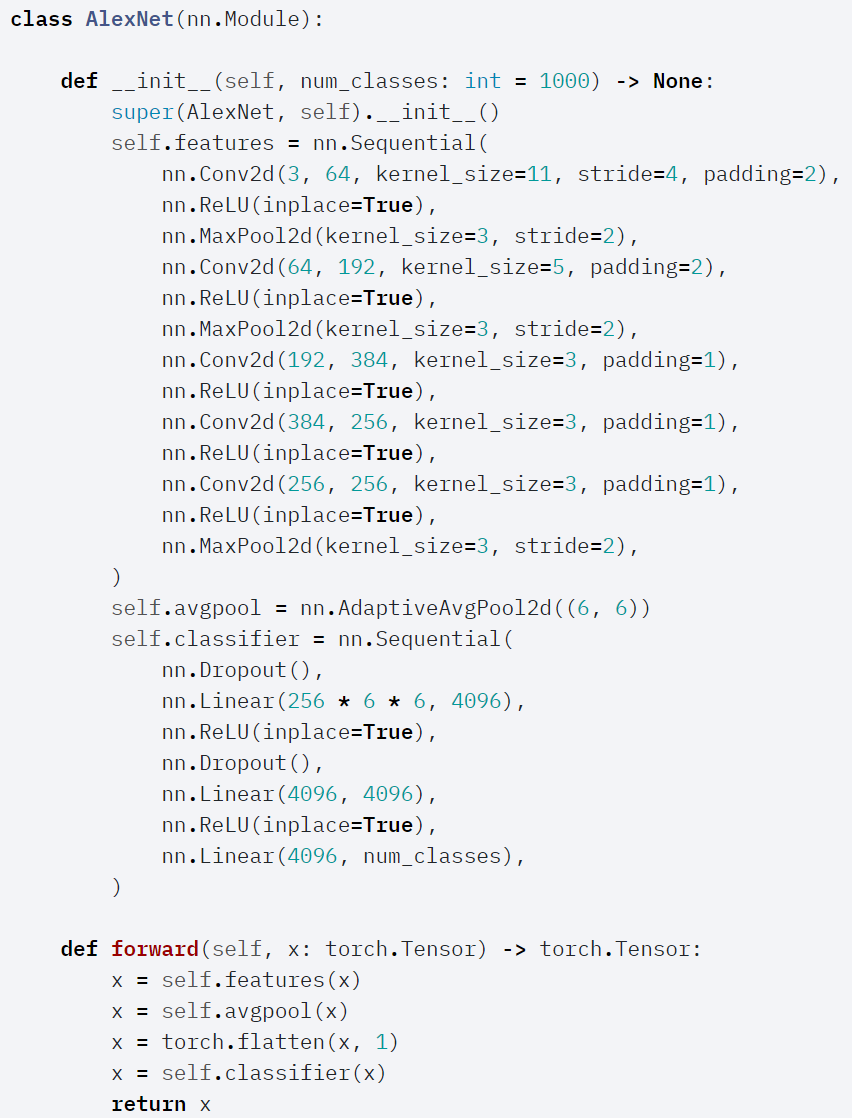 class AlexNet(nn.Module):

    def __init__(self, num_classes: int = 1000) -> None:
        super(AlexNet, self).__init__()
        self.features = nn.Sequential(
            nn.Conv2d(3, 64, kernel_size=11, stride=4, padding=2),
            nn.ReLU(inplace=True),
            nn.MaxPool2d(kernel_size=3, stride=2),
            nn.Conv2d(64, 192, kernel_size=5, padding=2),
            nn.ReLU(inplace=True),
            nn.MaxPool2d(kernel_size=3, stride=2),
            nn.Conv2d(192, 384, kernel_size=3, padding=1),
            nn.ReLU(inplace=True),
            nn.Conv2d(384, 256, kernel_size=3, padding=1),
            nn.ReLU(inplace=True),
            nn.Conv2d(256, 256, kernel_size=3, padding=1),
            nn.ReLU(inplace=True),
            nn.MaxPool2d(kernel_size=3, stride=2),
        )
        self.avgpool = nn.AdaptiveAvgPool2d((6, 6))
        self.classifier = nn.Sequential(
            nn.Dropout(),
            nn.Linear(256 * 6 * 6, 4096),
            nn.ReLU(inplace=True),
            nn.Dropout(),
            nn.Linear(4096, 4096),
            nn.ReLU(inplace=True),
            nn.Linear(4096, num_classes),
        )

    def forward(self, x: torch.Tensor) -> torch.Tensor:
        x = self.features(x)
        x = self.avgpool(x)
        x = torch.flatten(x, 1)
        x = self.classifier(x)
        return x